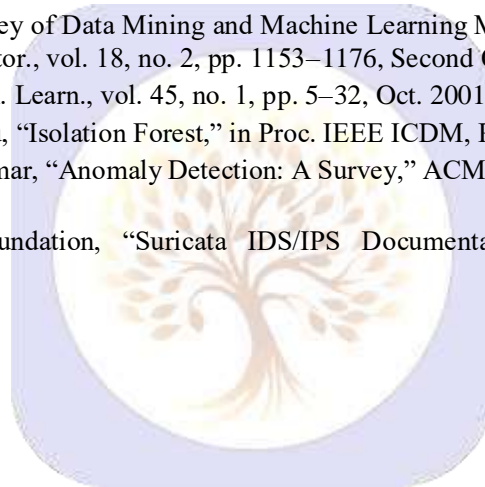 ey of Data Mining and Machine Learning M
tor., vol. 18, no. 2, pp. 1153–1176, Second
. Learn., vol. 45, no. 1, pp. 5–32, Oct. 2001
, “Isolation Forest,” in Proc. IEEE ICDM,
nar, “Anomaly Detection: A Survey,” ACM
undation, “Suricata IDS/IPS Documenta